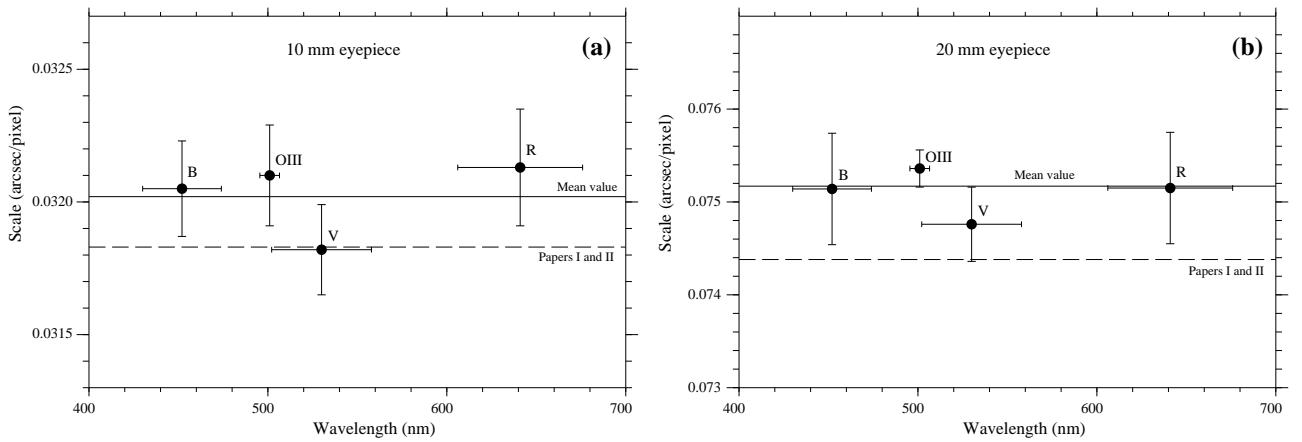 10 mm eyepiece
(a)
0.0325
0.0320
0.0315
Scale (arcsec/pixel)
B
OIII
V
R
Mean value
Papers I and II
400
500
600
700
Wavelength (nm)
20 mm eyepiece
(b)
0.076
0.075
0.074
0.073
Scale (arcsec/pixel)
B
OIII
V
R
Mean value
Papers I and II
400
500
600
700
Wavelength (nm)